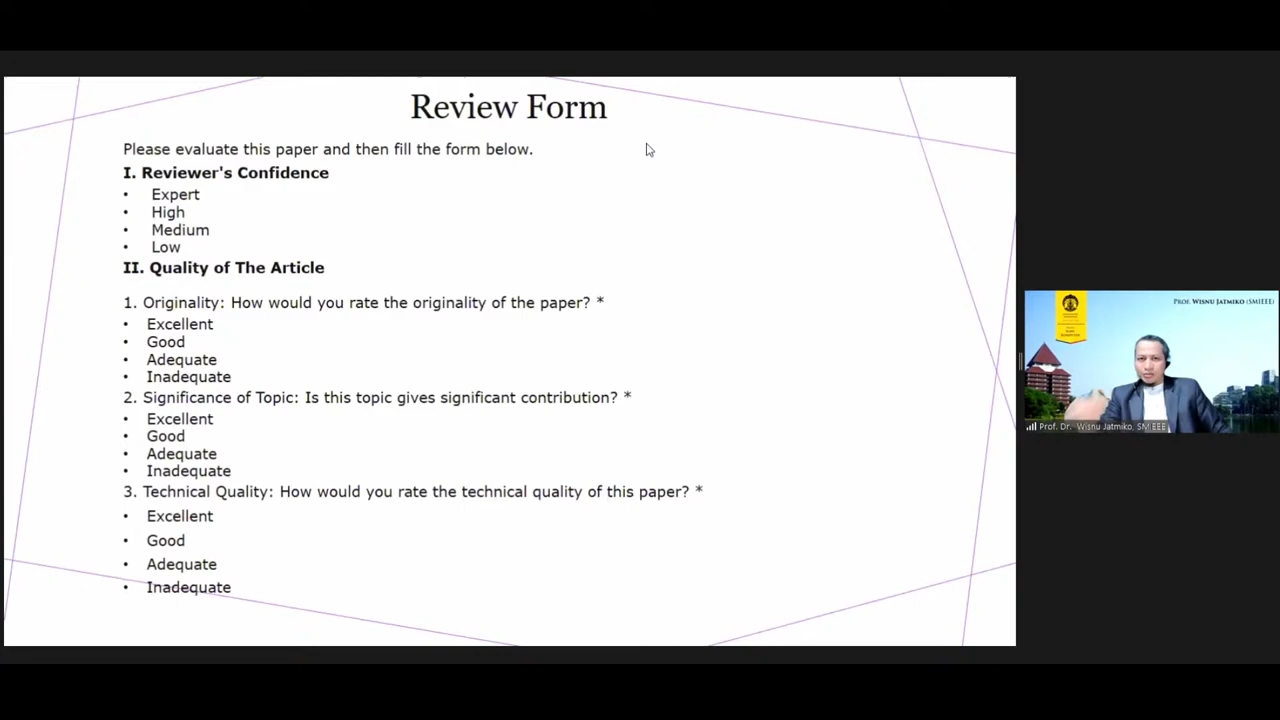 Review Form
Please evaluate this paper and then fill the form below.
I. Reviewer's Confidence
• Expert
• High
• Medium
• Low
II. Quality of The Article
1. Originality: How would you rate the originality of the paper? *
• Excellent
• Good
• Adequate
• Inadequate
2. Significance of Topic: Is this topic gives significant contribution? *
• Excellent
• Good
• Adequate
• Inadequate
3. Technical Quality: How would you rate the technical quality of this paper? *
• Excellent
• Good
• Adequate
• Inadequate
Prof. Wisnu Jatmiko (SMIEEE)
Prof. Dr. Wisnu Jatmiko, SMIEEE